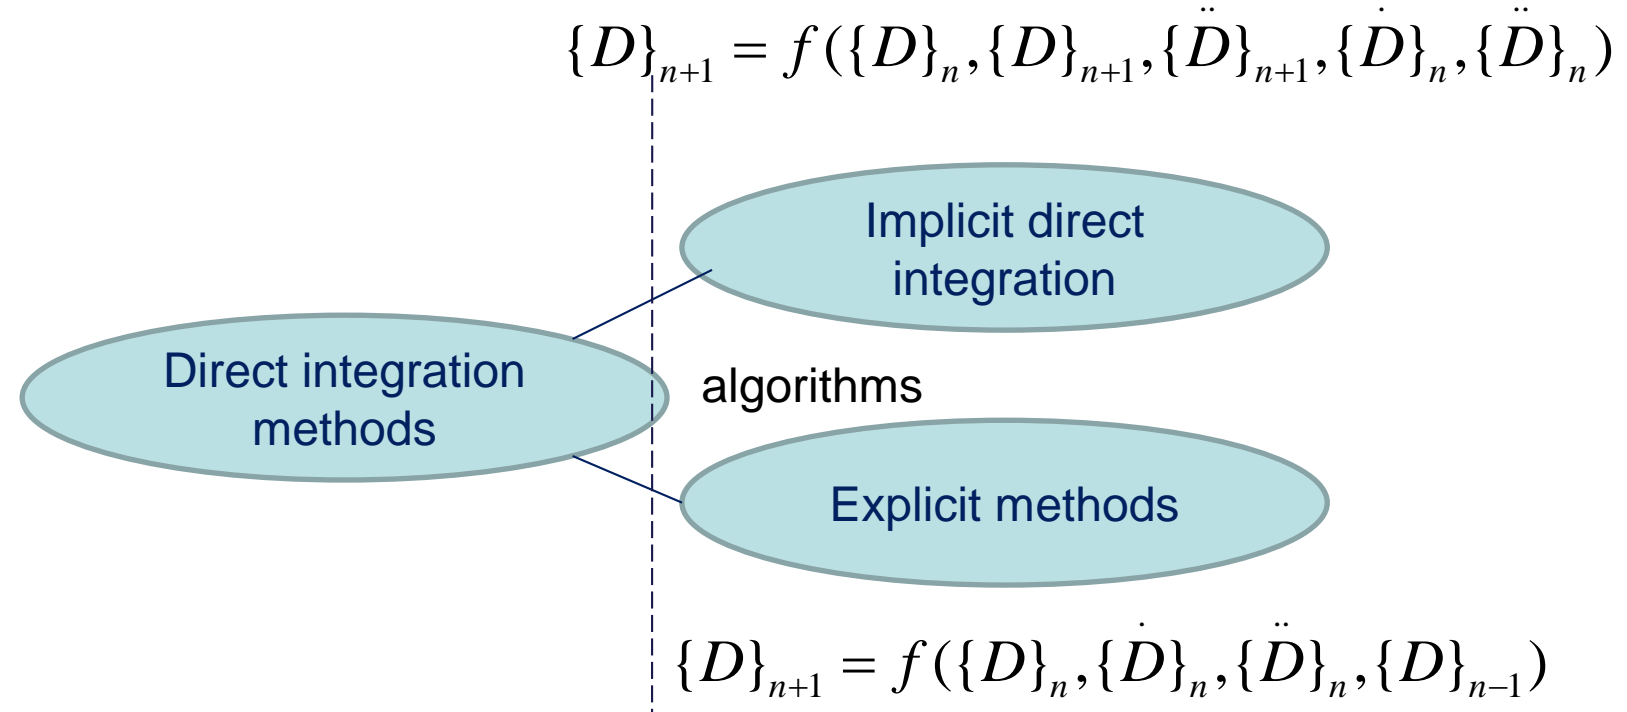 {D}ₙ₊₁ = f({D}ₙ, {D}ₙ₊₁, {D̈}ₙ₊₁, {Ḋ}ₙ, {D̈}ₙ)
Implicit direct
integration
Direct integration
methods
algorithms
Explicit methods
{D}ₙ₊₁ = f({D}ₙ, {Ḋ}ₙ, {D̈}ₙ, {D}ₙ₋₁)